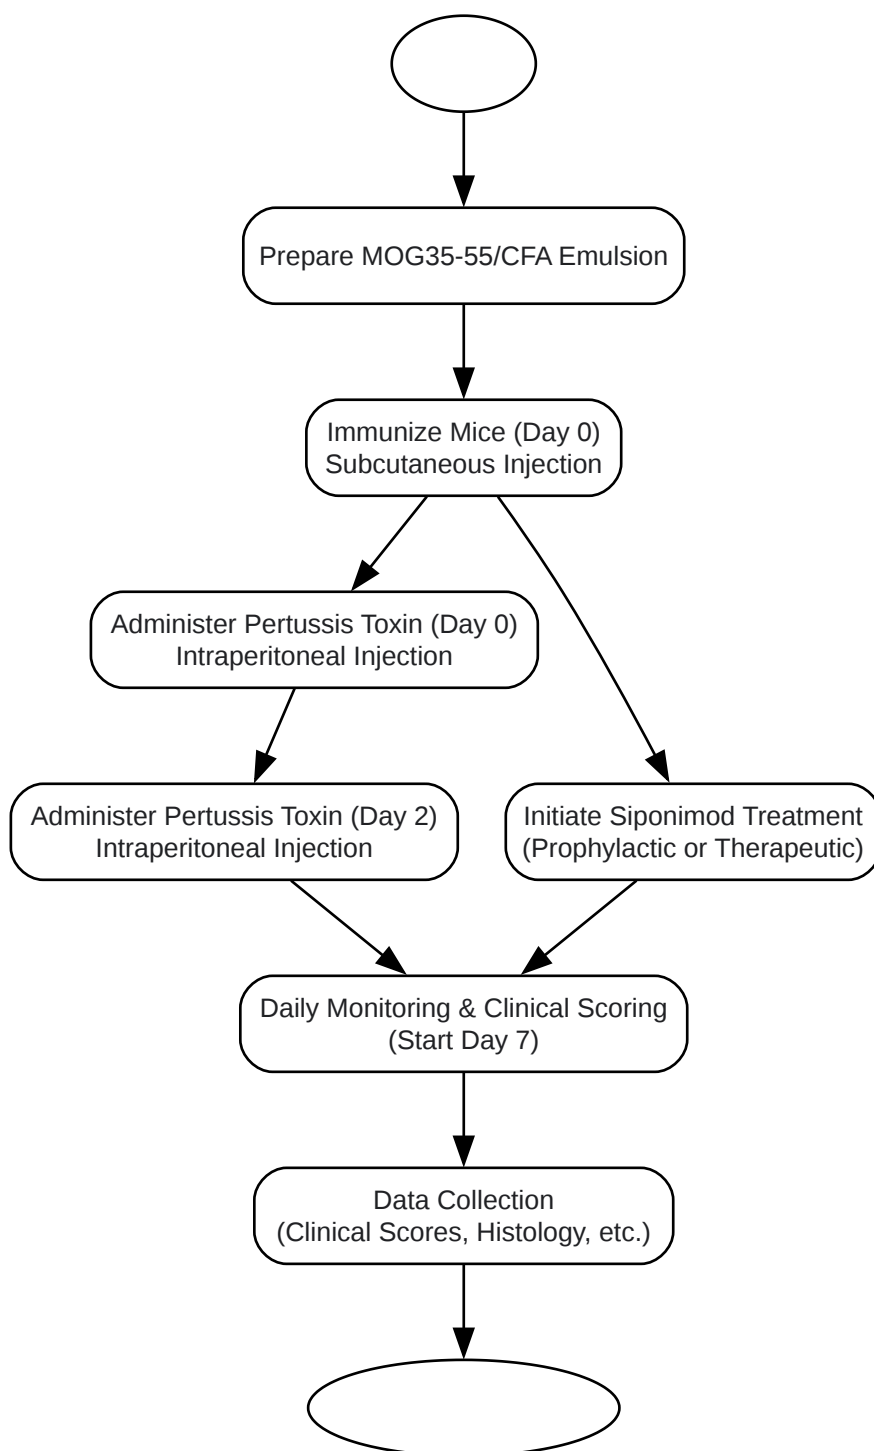 Prepare MOG35-55/CFA Emulsion
Immunize Mice (Day 0)
Subcutaneous Injection
Administer Pertussis Toxin (Day 0)
Intraperitoneal Injection
Administer Pertussis Toxin (Day 2)
Intraperitoneal Injection
Initiate Siponimod Treatment
(Prophylactic or Therapeutic)
Daily Monitoring & Clinical Scoring
(Start Day 7)
Data Collection
(Clinical Scores, Histology, etc.)